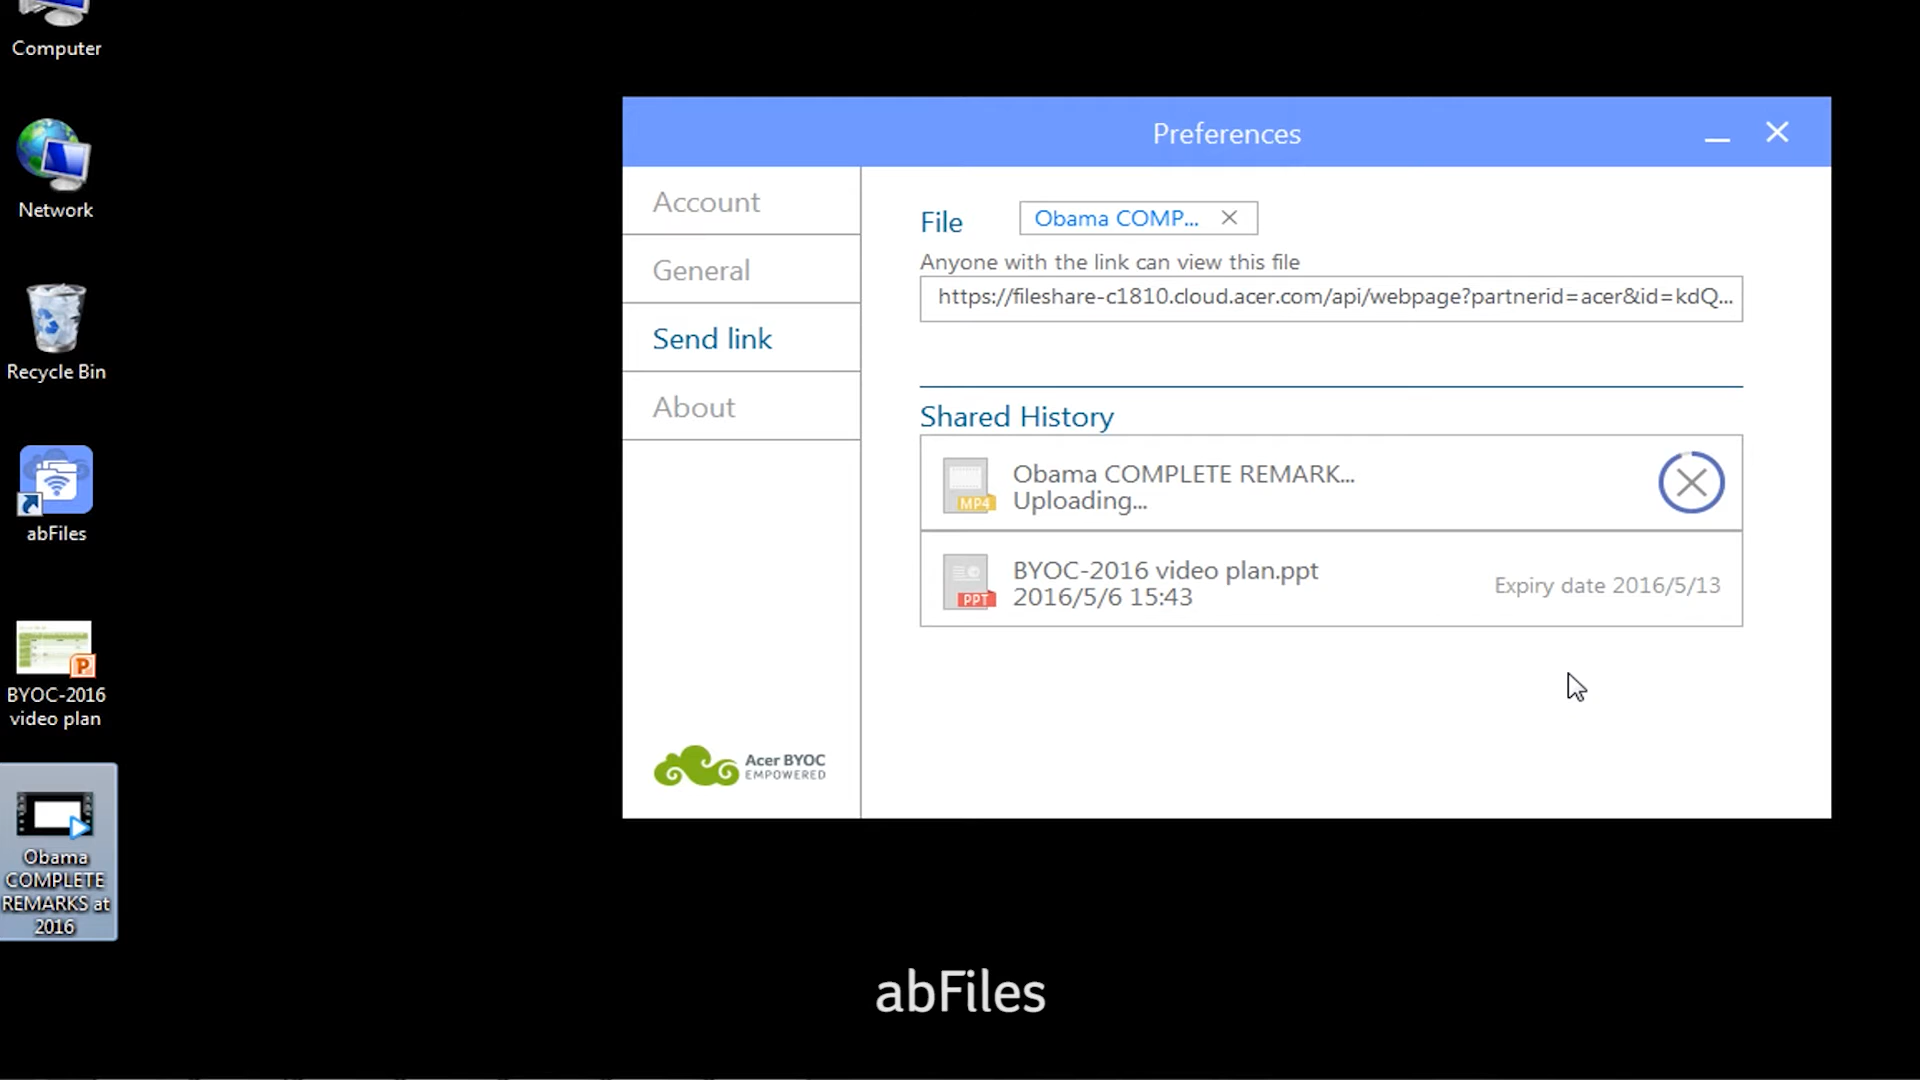 Computer
Network
Recycle Bin
abFiles
BYOC-2016
video plan
Obama
COMPLETE
REMARKS at
2016
Preferences
Account
General
Send link
About
Acer BYOC
EMPOWERED
File
Obama COMP...
Anyone with the link can view this file
https://fileshare-c1810.cloud.acer.com/api/webpage?partnerid=acer&id=kdQ...
Shared History
MP4
Obama COMPLETE REMARK...
Uploading...
PPT
BYOC-2016 video plan.ppt
2016/5/6 15:43
Expiry date 2016/5/13
abFiles